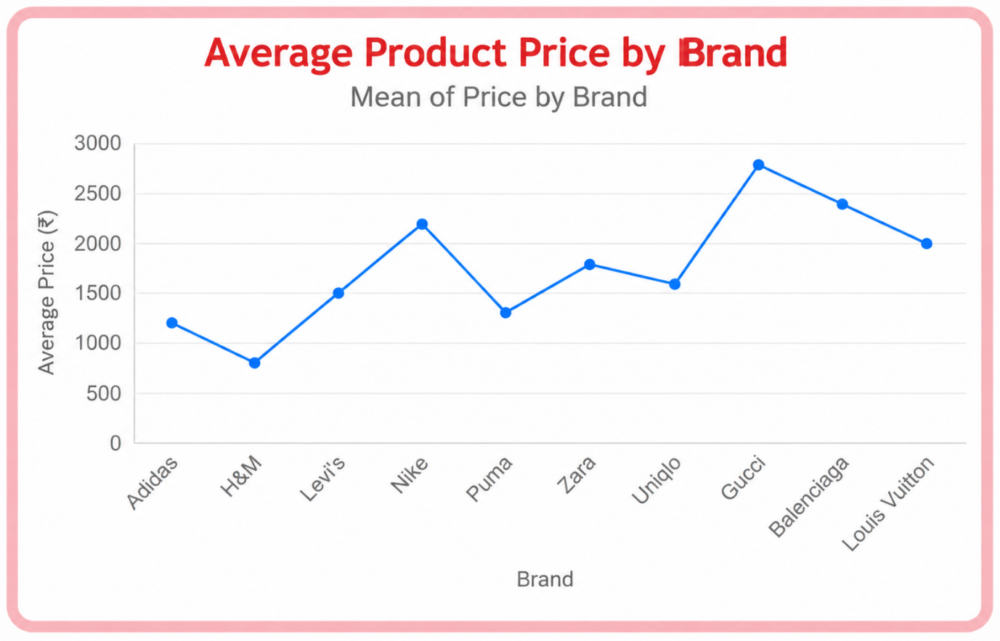 Average Product Price by Brand
Mean of Price by Brand
3000
2500
2000
1500
1000
500
0
Average Price (₹)
Adidas
H&M
Levi's
Nike
Puma
Zara
Uniqlo
Gucci
Balenciaga
Louis Vuitton
Brand